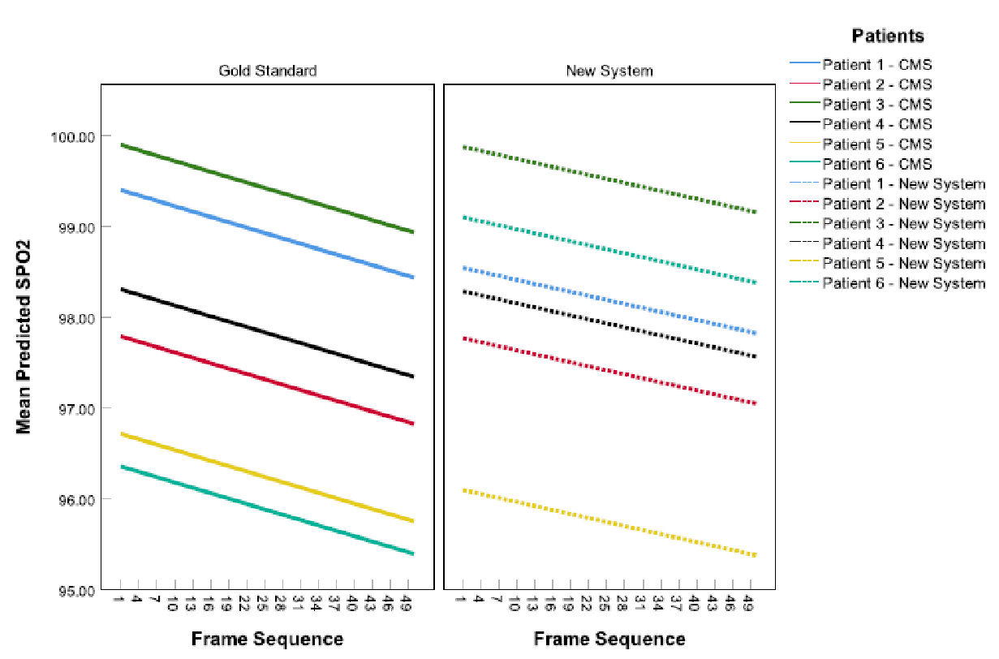 Patients
Gold Standard
New System
Patient 1 - CMS
Patient 2 - CMS
Patient 3 - CMS
Patient 4 - CMS
Patient 5 - CMS
Patient 6 - CMS
Patient 1 - New System
Patient 2 - New System
Patient 3 - New System
Patient 4 - New System
Patient 5 - New System
Patient 6 - New System
Mean Predicted SPO2
100.00
99.00
98.00
97.00
96.00
95.00
1 4 7 10 13 16 19 22 25 28 31 34 37 40 43 46 49
1 4 7 10 13 16 19 22 25 28 31 34 37 40 43 46 49
Frame Sequence
Frame Sequence